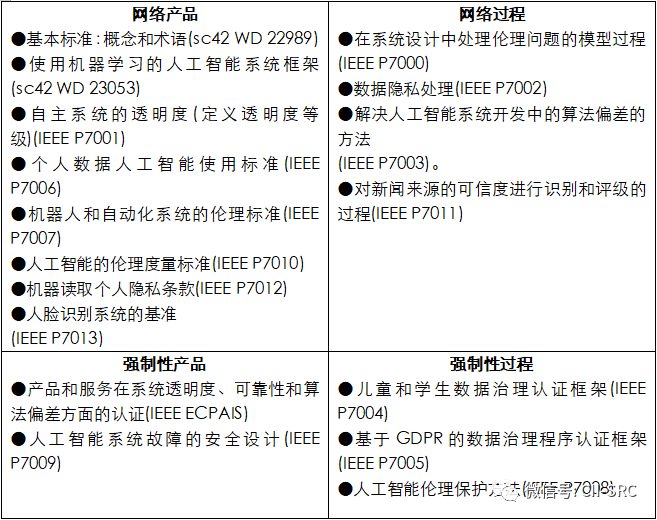 网络产品
●基本标准:概念和术语(sc42 WD 22989)
●使用机器学习的人工智能系统框架
(sc42 WD 23053)
●自主系统的透明度(定义透明度等
级)(IEEE P7001)
●个人数据人工智能使用标准(IEEE
P7006)
●机器人和自动化系统的伦理标准(IEEE
P7007)
●人工智能的伦理度量标准(IEEE P7010)
●机器读取个人隐私条款(IEEE P7012)
●人脸识别系统的基准
(IEEE P7013)
网络过程
●在系统设计中处理伦理问题的模型过程
(IEEE P7000)
●数据隐私处理(IEEE P7002)
●解决人工智能系统开发中的算法偏差的
方法
(IEEE P7003)。
●对新闻来源的可信度进行识别和评级的
过程(IEEE P7011)
强制性产品
●产品和服务在系统透明度、可靠性和算
法偏差方面的认证(IEEE ECPAIS)
●人工智能系统故障的安全设计(IEEE
P7009)
强制性过程
●儿童和学生数据治理认证框架(IEEE
P7004)
●基于GDPR的数据治理程序认证框架
(IEEE P7005)
●人工智能伦理保护方法(IEEE P7008)
微信号: CII-SRC